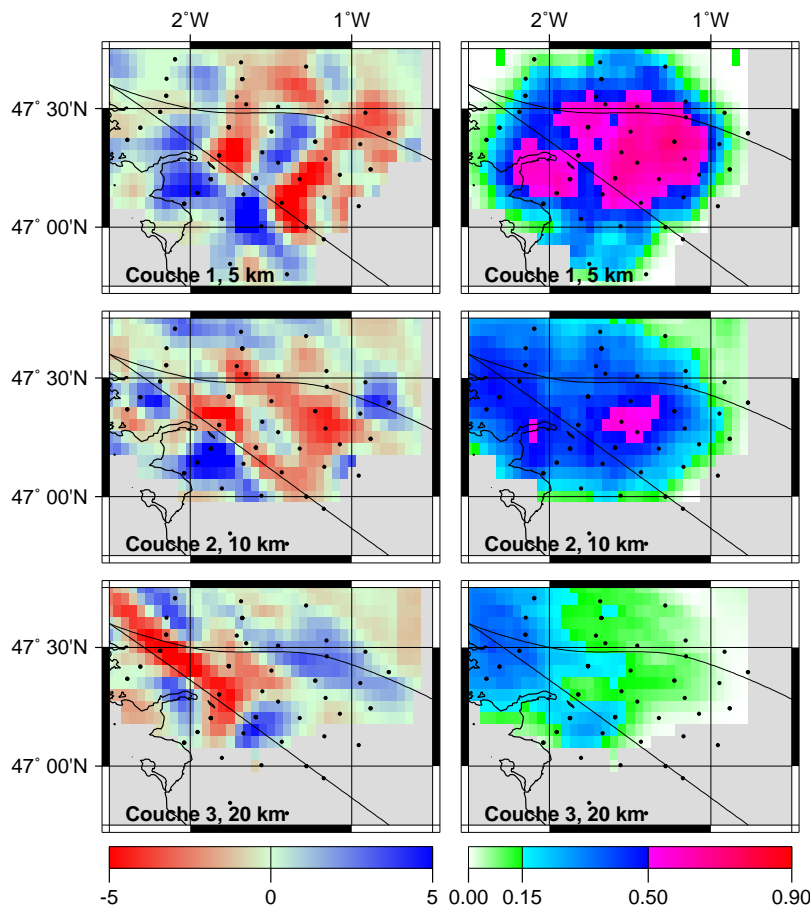 2˚W 1˚W 2˚W 1˚W
47˚ 30'N
47˚ 00'N
Couche 1, 5 km
Couche 1, 5 km
47˚ 30'N
47˚ 00'N
Couche 2, 10 km
Couche 2, 10 km
47˚ 30'N
47˚ 00'N
Couche 3, 20 km
Couche 3, 20 km
-5 0 5
0.00 0.15 0.50 0.90